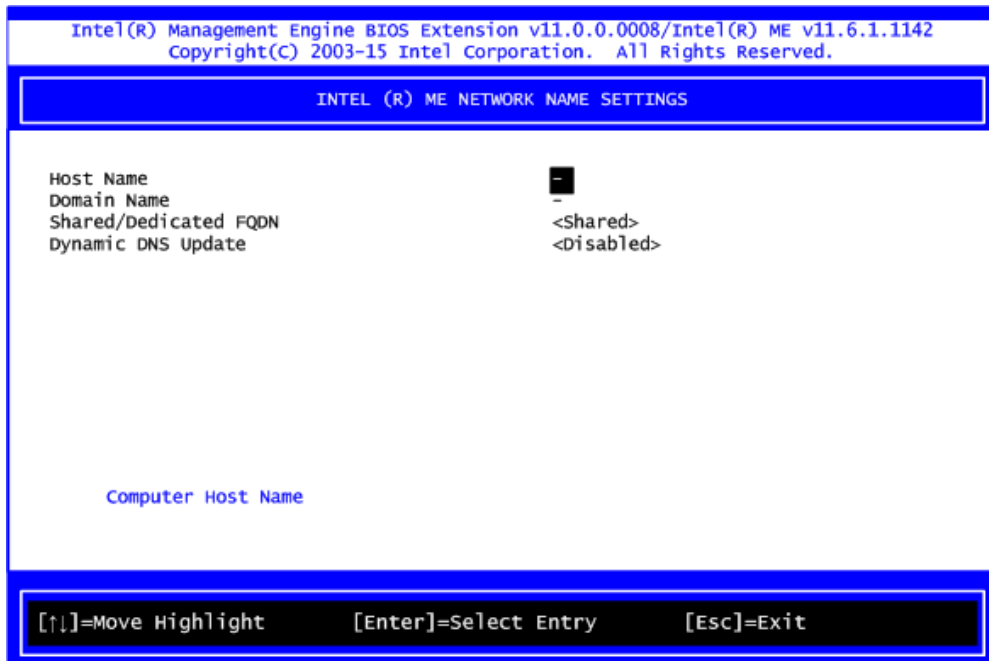 Intel(R) Management Engine BIOS Extension v11.0.0.0008/Intel(R) ME v11.6.1.1142
Copyright(C) 2003-15 Intel Corporation. All Rights Reserved.
INTEL (R) ME NETWORK NAME SETTINGS
Host Name -
Domain Name -
Shared/Dedicated FQDN <Shared>
Dynamic DNS Update <Disabled>
Computer Host Name
[↑↓]=Move Highlight [Enter]=Select Entry [Esc]=Exit